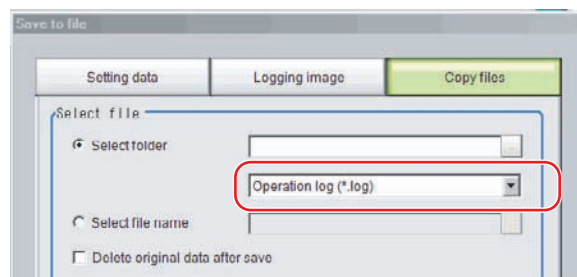 Save to file
Setting data Logging image Copy files
Select file
Select folder ...
Operation log (*.log)
Select file name
Delete original data after save